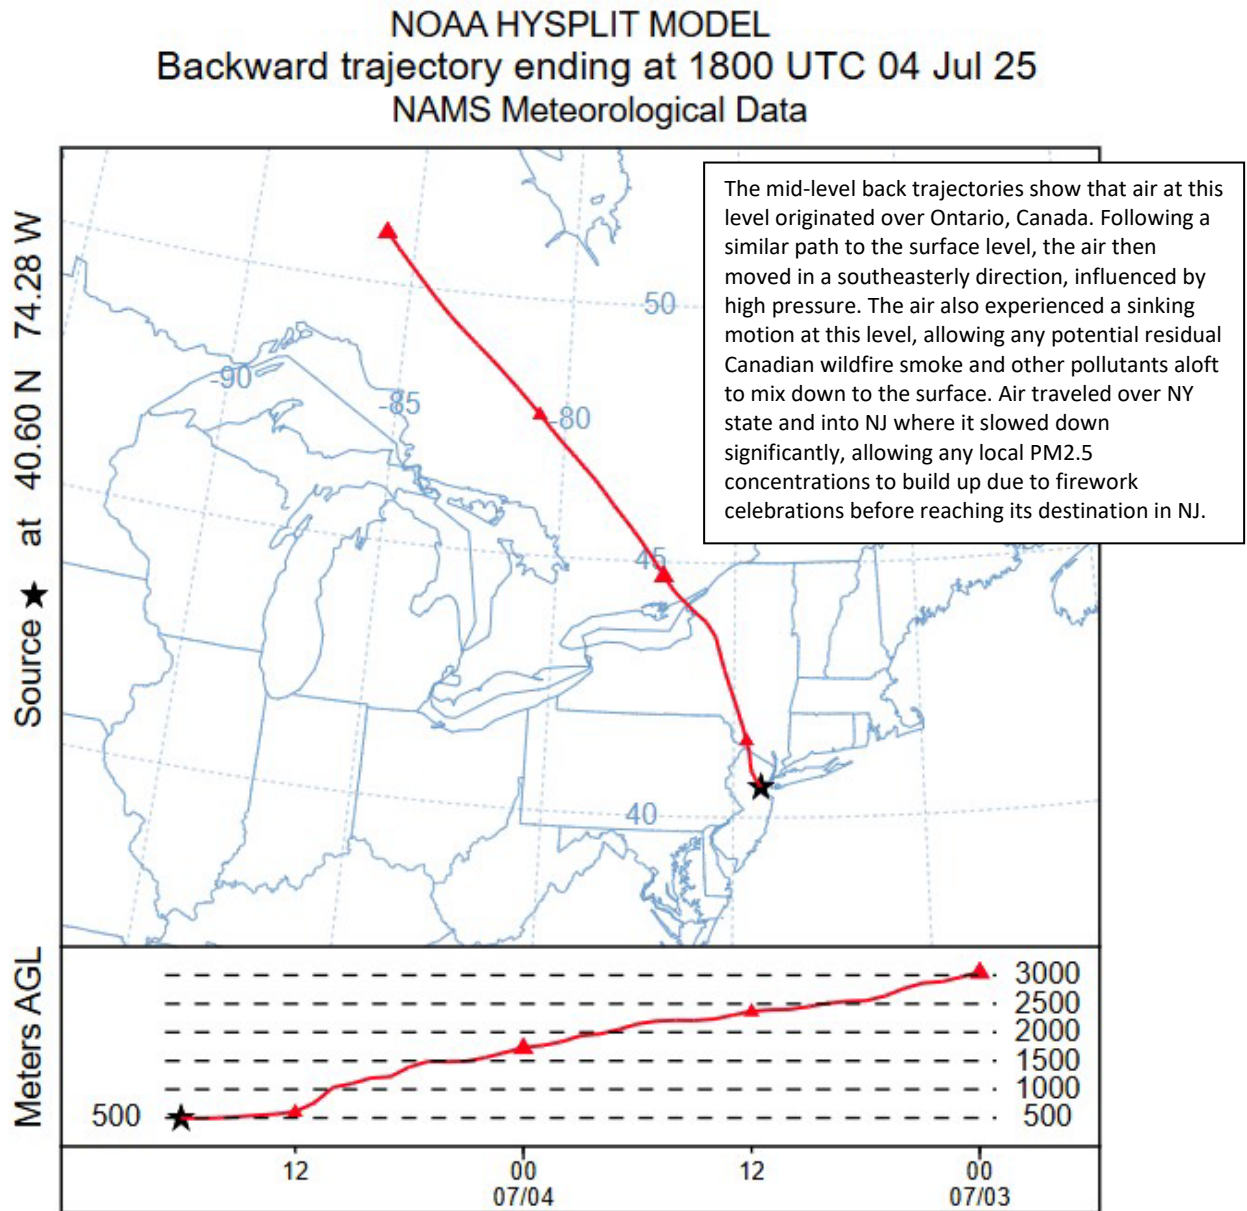 NOAA HYSPLIT MODEL
Backward trajectory ending at 1800 UTC 04 Jul 25
NAMS Meteorological Data
Source ★ at 40.60 N 74.28 W
The mid-level back trajectories show that air at this
level originated over Ontario, Canada. Following a
similar path to the surface level, the air then
moved in a southeasterly direction, influenced by
high pressure. The air also experienced a sinking
motion at this level, allowing any potential residual
Canadian wildfire smoke and other pollutants aloft
to mix down to the surface. Air traveled over NY
state and into NJ where it slowed down
significantly, allowing any local PM2.5
concentrations to build up due to firework
celebrations before reaching its destination in NJ.
50
-90
-85
-80
45
40
Meters AGL
3000
2500
2000
1500
1000
500
500
12 00 12 00
07/04 07/03